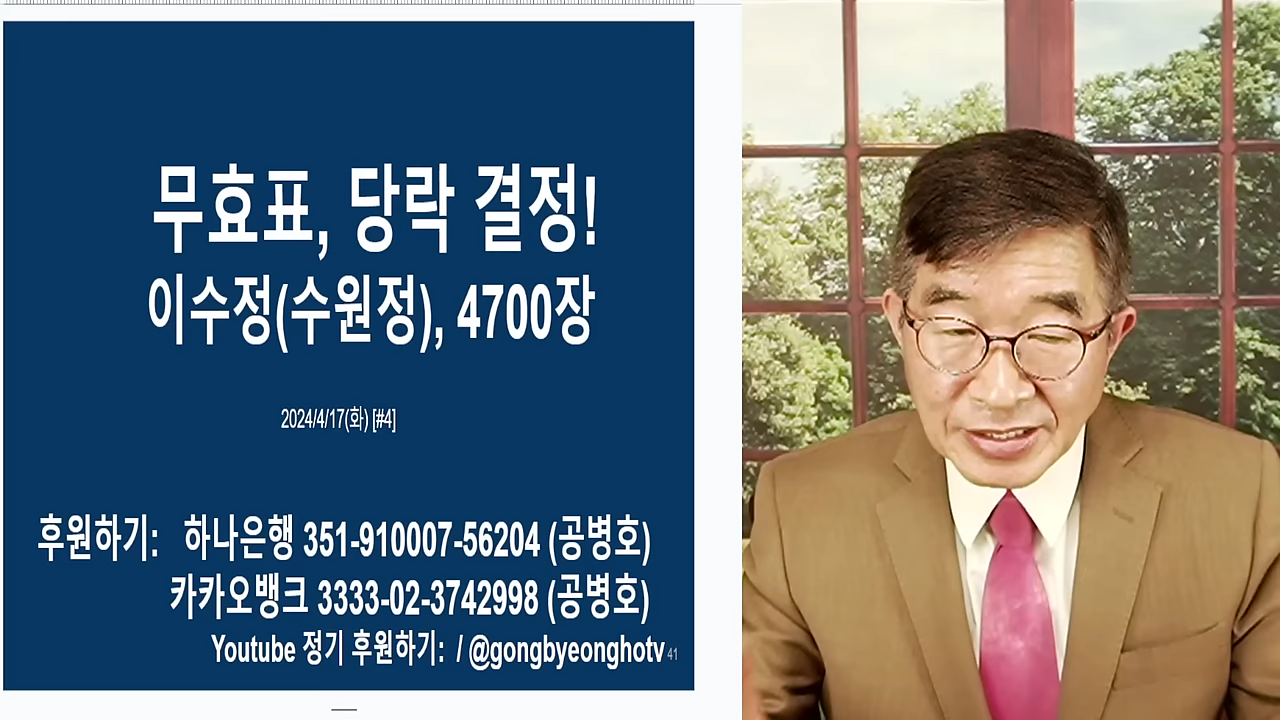 무효표, 당락 결정!
이수정(수원정), 4700장
2024/4/17(화) [#4]
후원하기: 하나은행 351-910007-56204 (공병호)
카카오뱅크 3333-02-3742998 (공병호)
Youtube 정기 후원하기: / @gongbyeonghotv 41